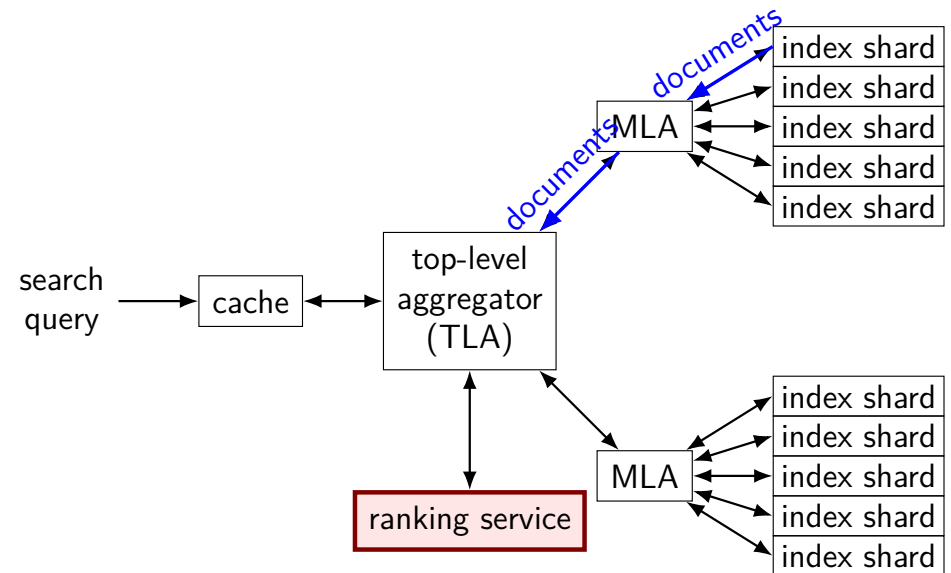 documents
index shard
index shard
index shard
index shard
index shard
MLA
documents
search
query
cache
top-level
aggregator
(TLA)
ranking service
MLA
index shard
index shard
index shard
index shard
index shard